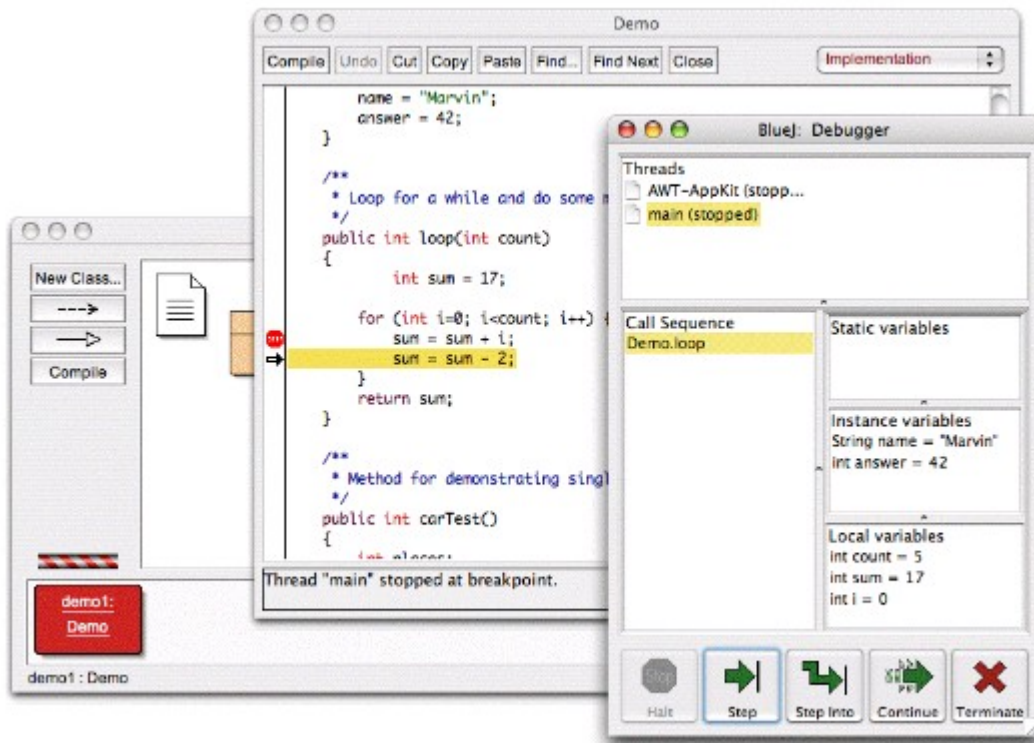 Demo
Compile Undo Cut Copy Paste Find... Find Next Close Implementation
name = "Marvin";
answer = 42;
}
/**
* Loop for a while and do some
*/
public int loop(int count)
{
int sum = 17;
for (int i=0; i<count; i++) {
STOP
sum = sum + i;
sum = sum - 2;
}
return sum;
}
/**
* Method for demonstrating singl
*/
public int carTest()
{
Thread "main" stopped at breakpoint.
New Class...
Compile
demo1:
Demo
demo1 : Demo
BlueJ: Debugger
Threads
AWT-AppKit (stopp...
main (stopped)
Call Sequence
Demo.loop
Static variables
Instance variables
String name = "Marvin"
int answer = 42
Local variables
int count = 5
int sum = 17
int i = 0
Stop
Halt Step Step Into Continue Terminate